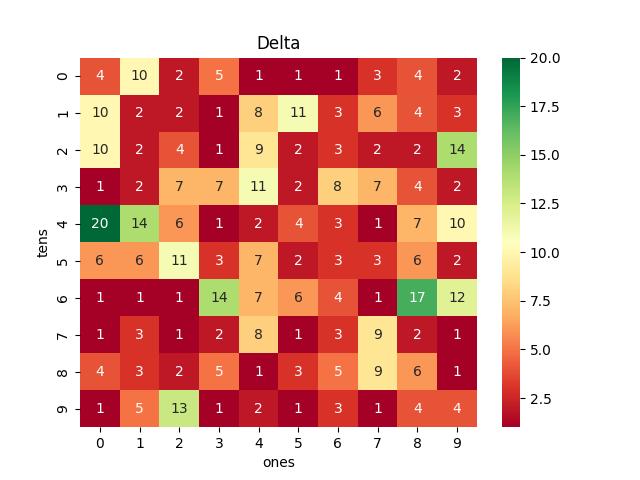 Delta
0 4 10 2 5 1 1 1 3 4 2
1 10 2 2 1 8 11 3 6 4 3
2 10 2 4 1 9 2 3 2 2 14
3 1 2 7 7 11 2 8 7 4 2
4 20 14 6 1 2 4 3 1 7 10
5 6 6 11 3 7 2 3 3 6 2
6 1 1 1 14 7 6 4 1 17 12
7 1 3 1 2 8 1 3 9 2 1
8 4 3 2 5 1 3 5 9 6 1
9 1 5 13 1 2 1 3 1 4 4
0 1 2 3 4 5 6 7 8 9
ones
tens
20.0
17.5
15.0
12.5
10.0
7.5
5.0
2.5